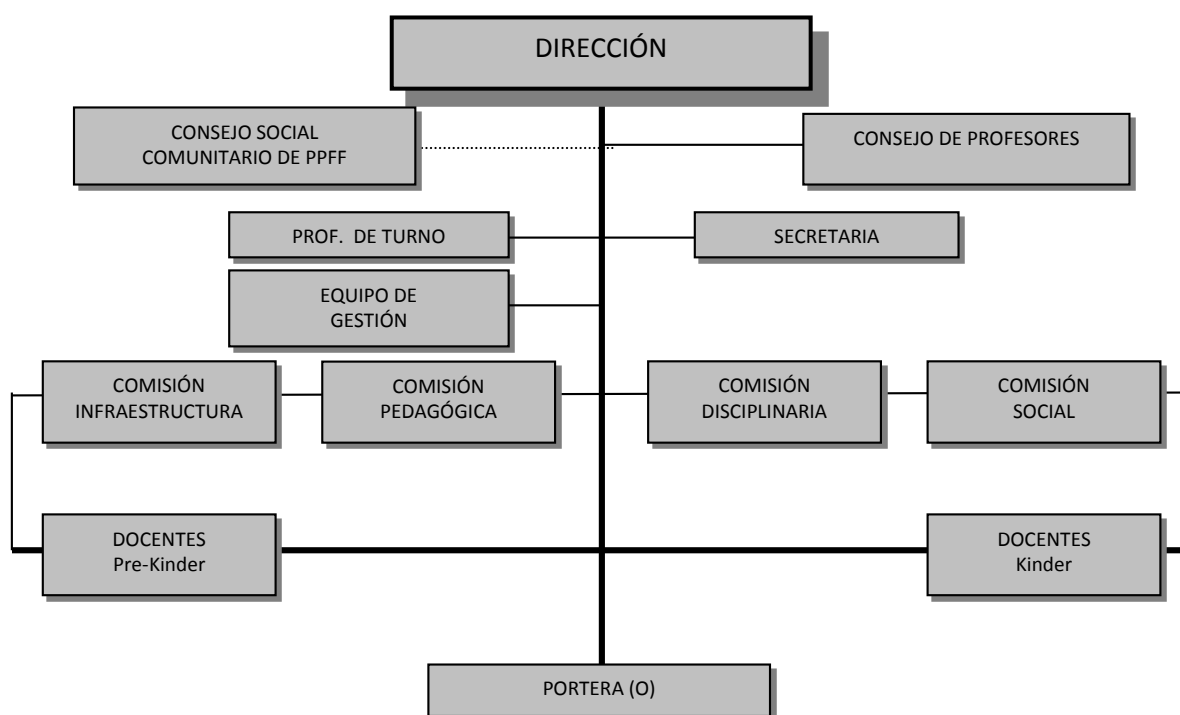 DIRECCIÓN
CONSEJO SOCIAL
COMUNITARIO DE PPFF
CONSEJO DE PROFESORES
PROF. DE TURNO
SECRETARIA
EQUIPO DE
GESTIÓN
COMISIÓN
INFRAESTRUCTURA
COMISIÓN
PEDAGÓGICA
COMISIÓN
DISCIPLINARIA
COMISIÓN
SOCIAL
DOCENTES
Pre-Kinder
DOCENTES
Kinder
PORTERA (O)